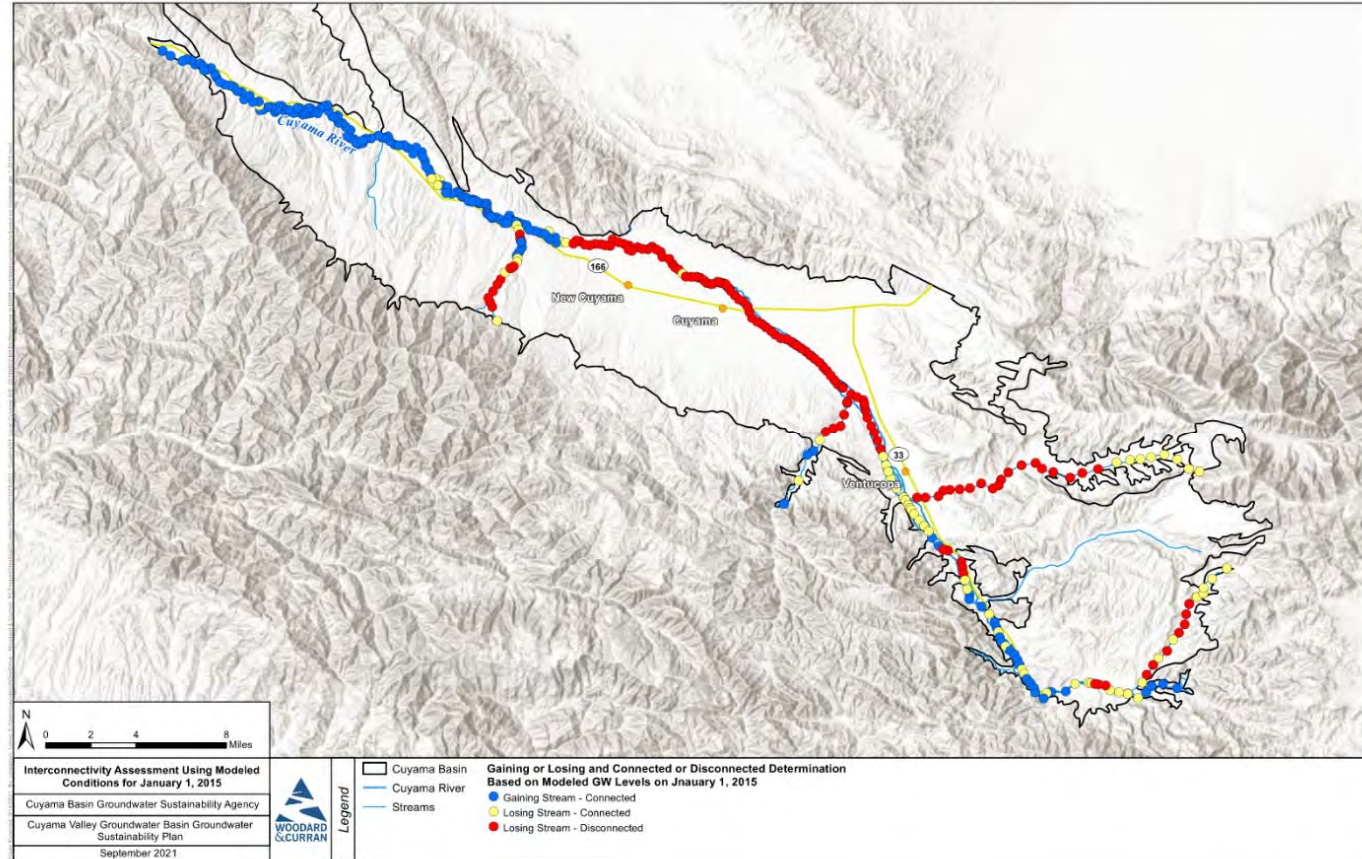 Cuyama River
166
New Cuyama
Cuyama
33
Ventucopa
N
0 2 4 8
Miles
Interconnectivity Assessment Using Modeled
Conditions for January 1, 2015
Cuyama Basin Groundwater Sustainability Agency
Cuyama Valley Groundwater Basin Groundwater
Sustainability Plan
September 2021
WOODARD
&CURRAN
Legend
Cuyama Basin
Cuyama River
Streams
Gaining or Losing and Connected or Disconnected Determination
Based on Modeled GW Levels on Jnauary 1, 2015
Gaining Stream - Connected
Losing Stream - Connected
Losing Stream - Disconnected